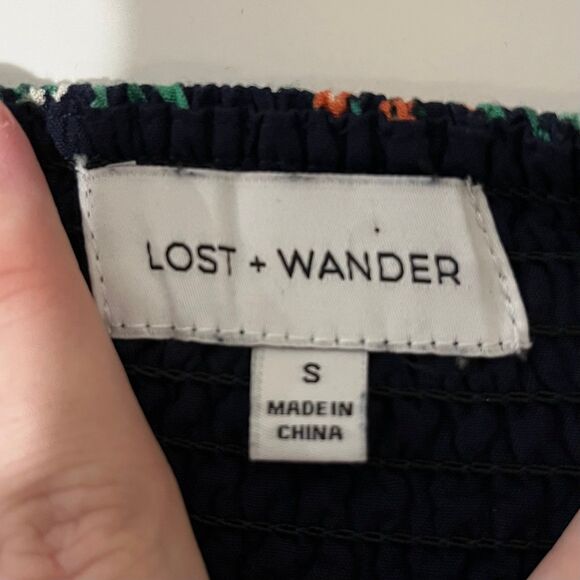 LOST + WANDER
S
MADE IN
CHINA